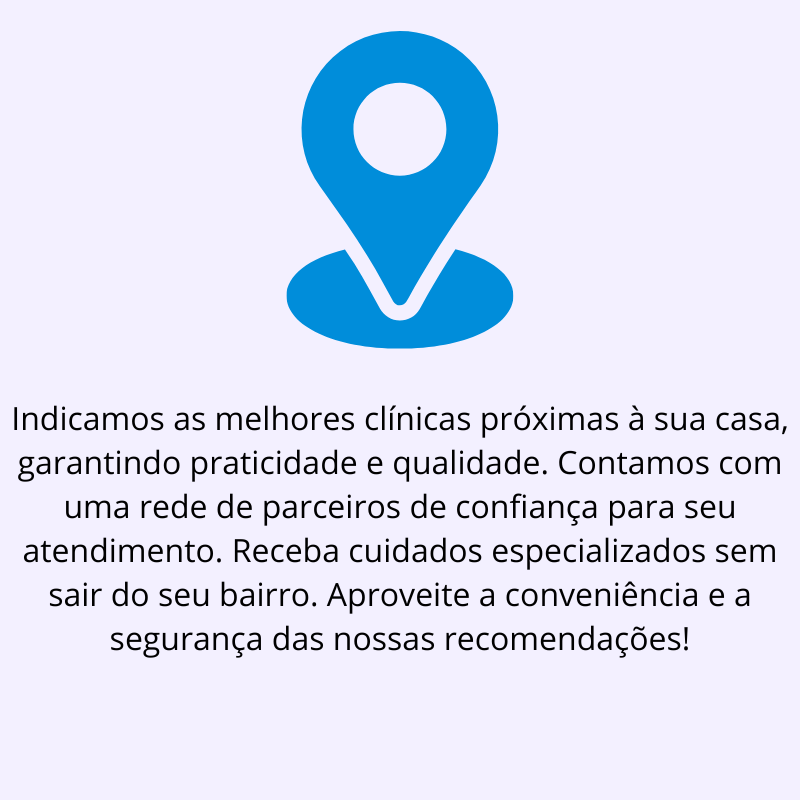 Indicamos as melhores clínicas próximas à sua casa,
garantindo praticidade e qualidade. Contamos com
uma rede de parceiros de confiança para seu
atendimento. Receba cuidados especializados sem
sair do seu bairro. Aproveite a conveniência e a
segurança das nossas recomendações!